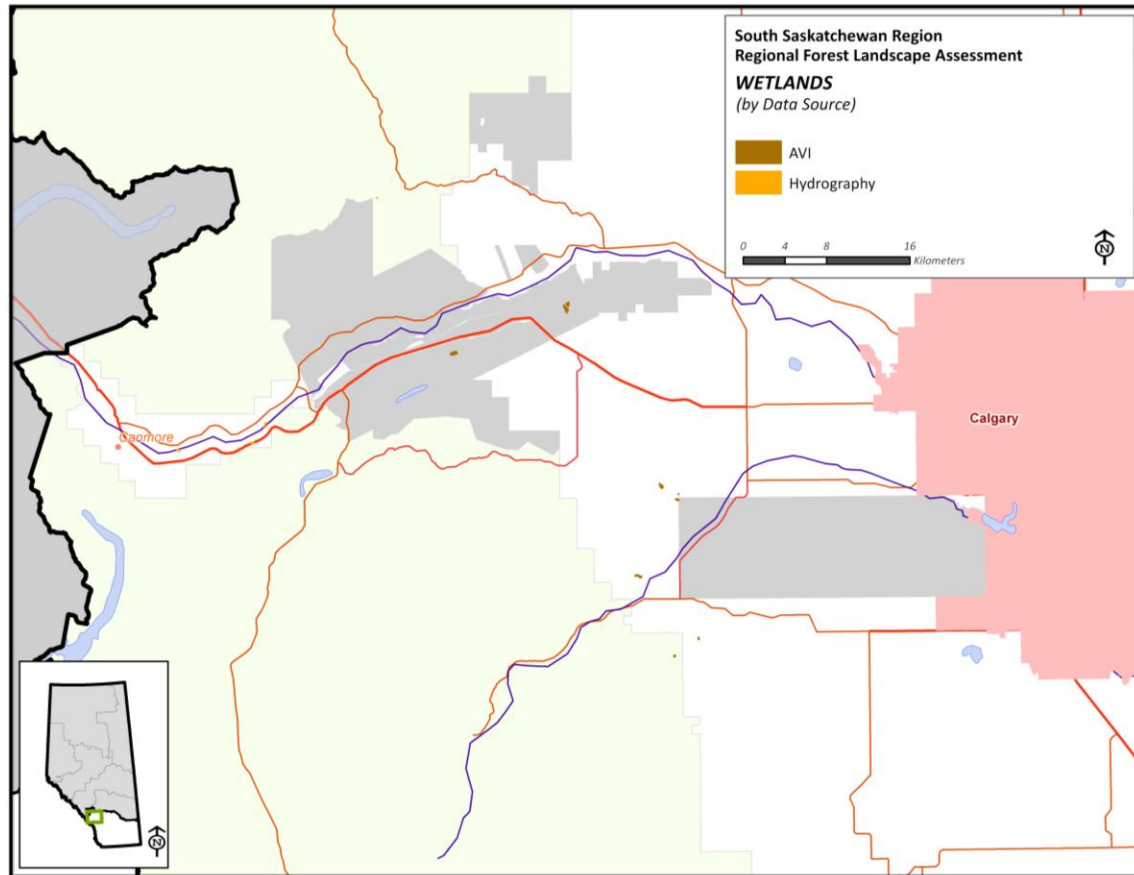 South Saskatchewan Region
Regional Forest Landscape Assessment
WETLANDS
(by Data Source)
AVI
Hydrography
0 4 8 16
Kilometers
N
Canmore
Calgary
N